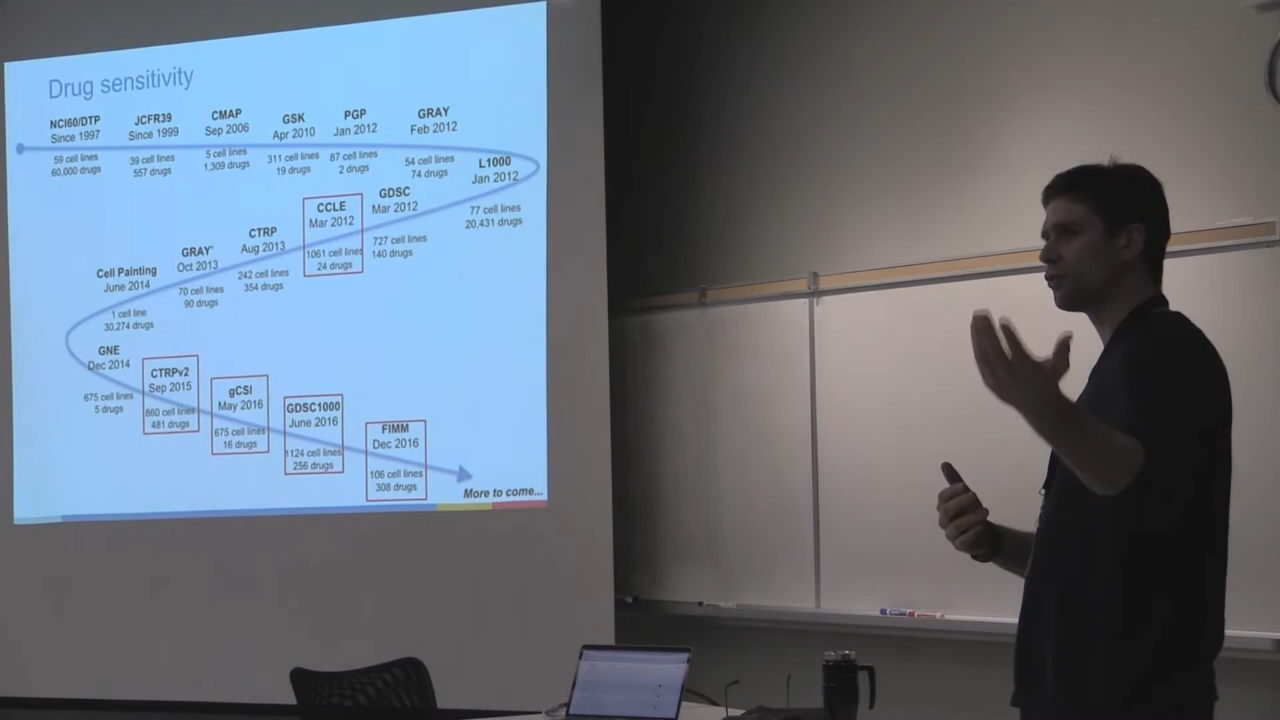 Drug sensitivity
NCI60/DTP
Since 1997
59 cell lines
60,000 drugs
JCFR39
Since 1999
39 cell lines
557 drugs
CMAP
Sep 2006
5 cell lines
1,309 drugs
GSK
Apr 2010
311 cell lines
19 drugs
PGP
Jan 2012
87 cell lines
2 drugs
GRAY
Feb 2012
54 cell lines
74 drugs
L1000
Jan 2012
77 cell lines
20,431 drugs
GDSC
Mar 2012
727 cell lines
140 drugs
CCLE
Mar 2012
1061 cell lines
24 drugs
CTRP
Aug 2013
242 cell lines
354 drugs
GRAY'
Oct 2013
70 cell lines
90 drugs
Cell Painting
June 2014
1 cell line
30,274 drugs
GNE
Dec 2014
675 cell lines
5 drugs
CTRPv2
Sep 2015
860 cell lines
481 drugs
gCSI
May 2016
675 cell lines
16 drugs
GDSC1000
June 2016
1124 cell lines
256 drugs
FIMM
Dec 2016
106 cell lines
308 drugs
More to come...